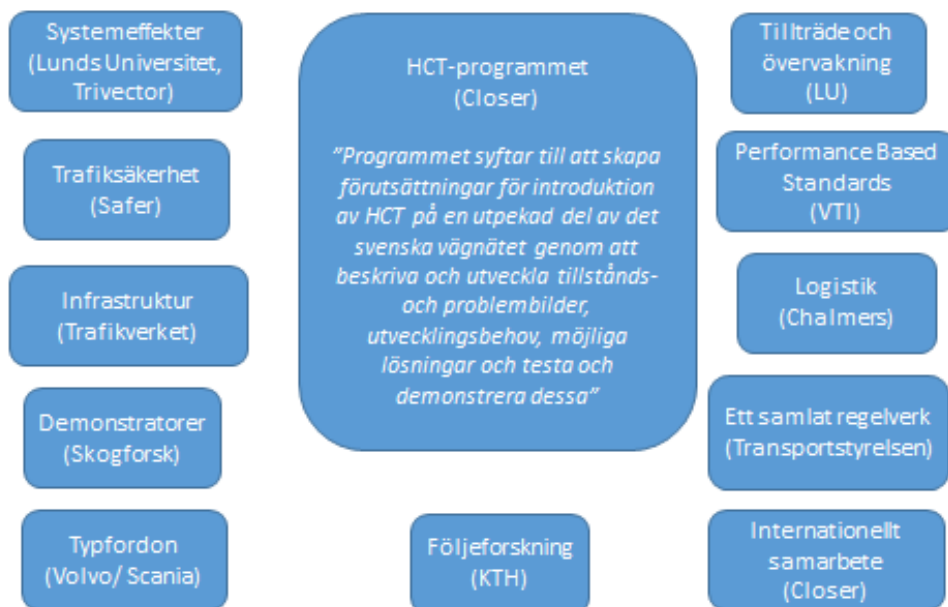 Systemeffekter
(Lunds Universitet,
Trivector)
Trafiksäkerhet
(Safer)
Infrastruktur
(Trafikverket)
Demonstratorer
(Skogforsk)
Typfordon
(Volvo/ Scania)
HCT-programmet
(Closer)
”Programmet syftar till att skapa
förutsättningar för introduktion
av HCT på en utpekad del av det
svenska vägnätet genom att
beskriva och utveckla tillstånds-
och problembilder,
utvecklingsbehov, möjliga
lösningar och testa och
demonstrera dessa”
Följeforskning
(KTH)
Tillträde och
övervakning
(LU)
Performance Based
Standards
(VTI)
Logistik
(Chalmers)
Ett samlat regelverk
(Transportstyrelsen)
Internationellt
samarbete
(Closer)